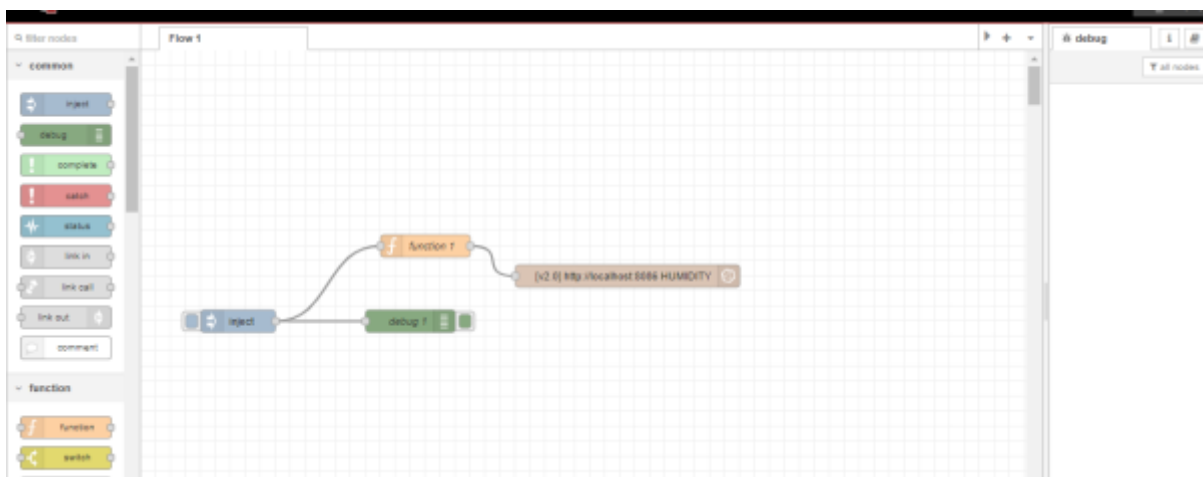 filter nodes
Flow 1
debug
i
all nodes
common
inject
debug
complete
catch
status
link in
link call
link out
comment
function
function
switch
function 1
[v2.0] http://localhost:8086 HUMIDITY
inject
debug 1